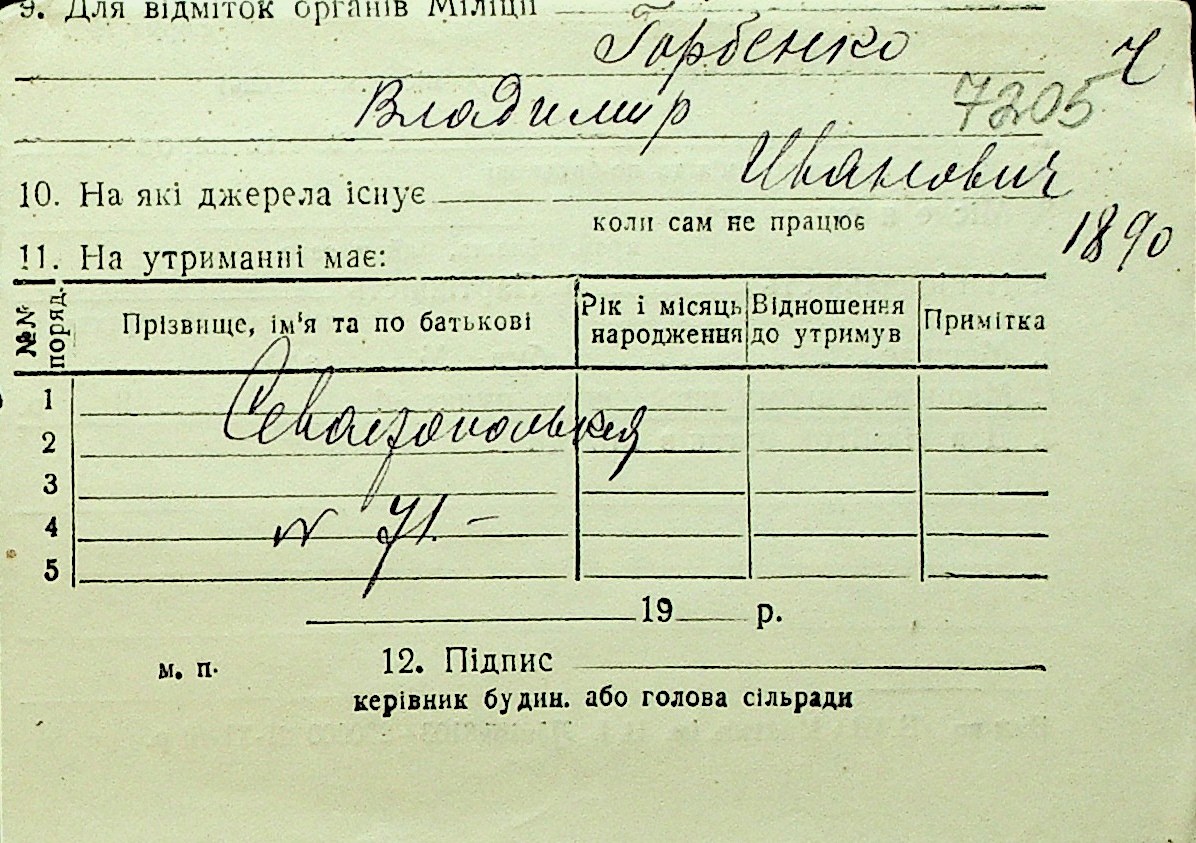 9. Для відміток органів Міліції
Горбенко Ч
Владимир 7205
Иванович
10. На які джерела існує
коли сам не працює
1890
11. На утриманні має:
№№ поряд. Прізвище, ім'я та по батькові Рік і місяць народження Відношення до утримув Примітка
1
Севастопольская
2
3
4 № 71. –
5
19 р.
м. п. 12. Підпис
керівник будин. або голова сільради